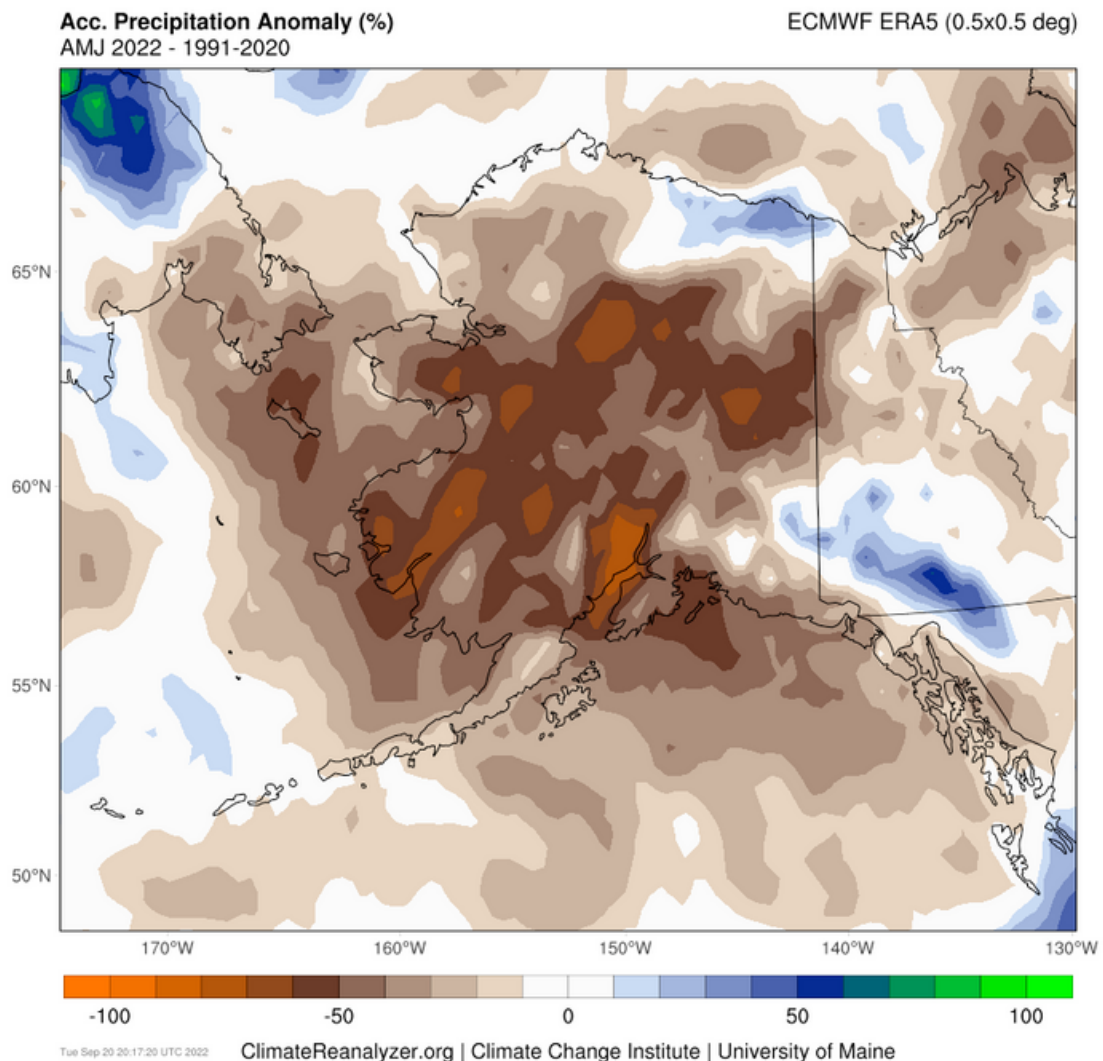 Acc. Precipitation Anomaly (%)
ECMWF ERA5 (0.5x0.5 deg)
AMJ 2022 - 1991-2020
65°N
60°N
55°N
50°N
170°W 160°W 150°W 140°W 130°W
-100 -50 0 50 100
Tue Sep 20 20:17:20 UTC 2022
ClimateReanalyzer.org | Climate Change Institute | University of Maine